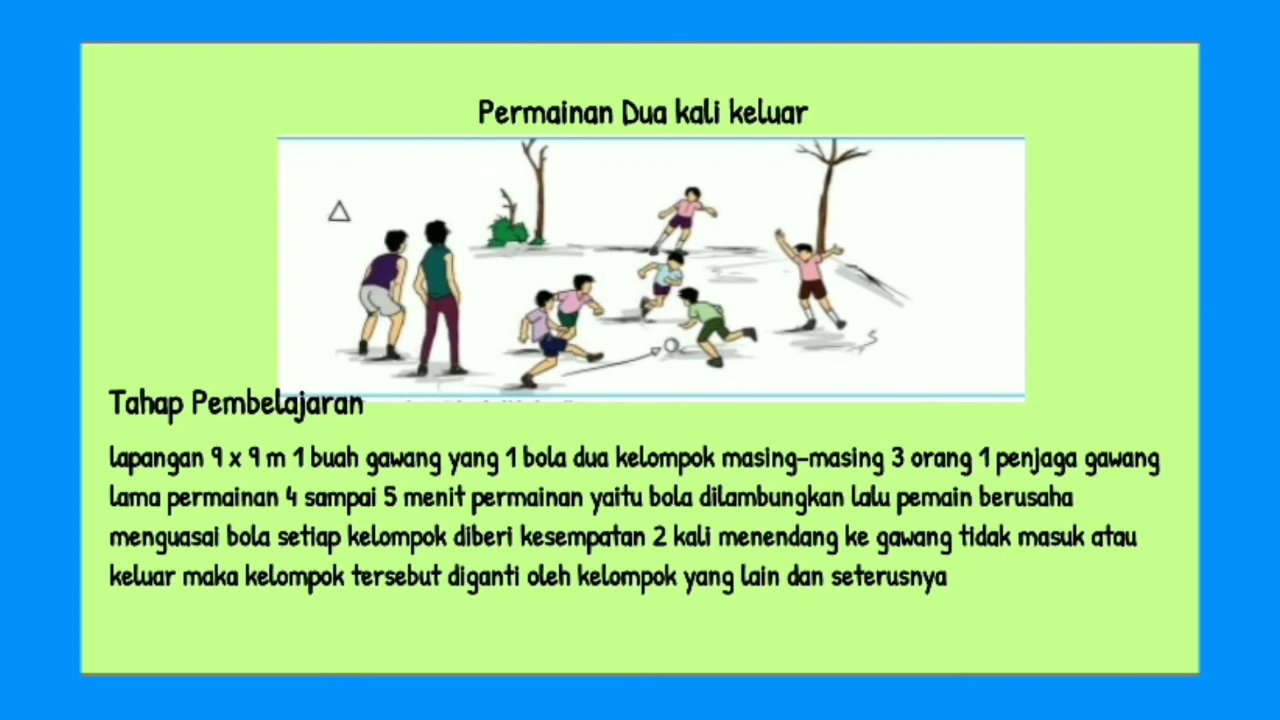 Permainan Dua kali keluar
Tahap Pembelajaran
lapangan 9 x 9 m 1 buah gawang yang 1 bola dua kelompok masing-masing 3 orang 1 penjaga gawang
lama permainan 4 sampai 5 menit permainan yaitu bola dilambungkan lalu pemain berusaha
menguasai bola setiap kelompok diberi kesempatan 2 kali menendang ke gawang tidak masuk atau
keluar maka kelompok tersebut diganti oleh kelompok yang lain dan seterusnya